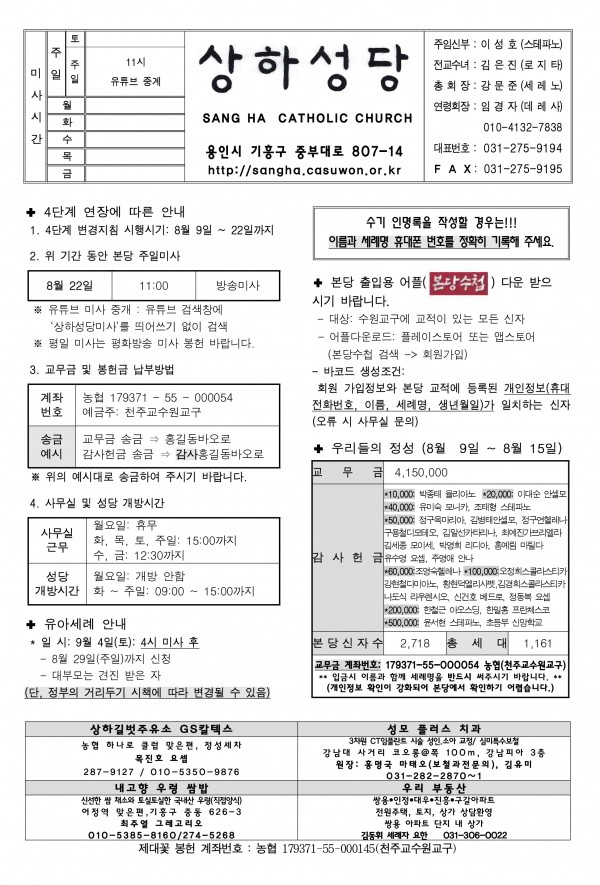 미사시간
주일
토
주일
11시
유튜브 중계
월
화
수
목
금
상하성당
SANG HA CATHOLIC CHURCH
용인시 기흥구 중부대로 807-14
http://sangha.casuwon.or.kr
주임신부 : 이 성 호 (스테파노)
전교수녀 : 김 은 진 (로 지 타)
총 회 장 : 강 문 준 (세 레 노)
연령회장 : 임 경 자 (데 레 사)
010-4132-7838
대표번호 : 031-275-9194
F A X : 031-275-9195
✚ 4단계 연장에 따른 안내
1. 4단계 변경지침 시행시기: 8월 9일 ~ 22일까지
2. 위 기간 동안 본당 주일미사
8월 22일 11:00 방송미사
※ 유튜브 미사 중개 : 유튜브 검색창에
‘상하성당미사’를 띄어쓰기 없이 검색
※ 평일 미사는 평화방송 미사 봉헌 바랍니다.
3. 교무금 및 봉헌금 납부방법
계좌번호
농협 179371 - 55 - 000054
예금주: 천주교수원교구
송금예시
교무금 송금 ⇒ 홍길동바오로
감사헌금 송금 ⇒ 감사홍길동바오로
※ 위의 예시대로 송금하여 주시기 바랍니다.
4. 사무실 및 성당 개방시간
사무실근무
월요일: 휴무
화, 목, 토, 주일: 15:00까지
수, 금: 12:30까지
성당개방시간
월요일: 개방 안함
화 ~ 주일: 09:00 ~ 15:00까지
✚ 유아세례 안내
* 일 시: 9월 4일(토): 4시 미사 후
- 8월 29일(주일)까지 신청
- 대부모는 견진 받은 자
(단, 정부의 거리두기 시책에 따라 변경될 수 있음)
수기 인명록을 작성할 경우는!!!
이름과 세례명 휴대폰 번호를 정확히 기록해 주세요.
✚ 본당 출입용 어플( 본당수첩 ) 다운 받으
시기 바랍니다.
- 대상: 수원교구에 교적이 있는 모든 신자
- 어플다운로드: 플레이스토어 또는 앱스토어
(본당수첩 검색 -> 회원가입)
- 바코드 생성조건:
회원 가입정보와 본당 교적에 등록된 개인정보(휴대
전화번호, 이름, 세례명, 생년월일)가 일치하는 신자
(오류 시 사무실 문의)
✚ 우리들의 정성 (8월 9일 ~ 8월 15일)
교 무 금 4,150,000
감 사 헌 금
*10,000: 박종태 율리아노 *20,000: 이대순 안셀모
*40,000: 유미숙 모니카, 조태형 스테파노
*50,000: 정구옥마리아, 김병태안셀모, 정구연헬레나
구용철디모테오, 김말선카타리나, 최예진가브리엘라
김세종 모이세, 박영희 리디아, 홍예림 마틸다
유수영 요셉, 주영애 안나
*60,000:조영숙헬레나 *100,000:오정희스콜라스티카
김현철다미아노, 황현덕엘리사벳,김경희스콜라스티카
나도식 라우렌시오, 신건호 베드로, 정동복 요셉
*200,000: 한철근 아오스딩, 한일홍 프란체스코
*500,000: 윤서현 스테파노, 초등부 신앙학교
본 당 신 자 수 2,718 총 세 대 1,161
교무금 계좌번호: 179371-55-000054 농협(천주교수원교구)
** 입금시 이름과 함께 세례명을 반드시 써주시기 바랍니다. **
(개인정보 확인이 강화되어 본당에서 확인하기 어렵습니다.)
상하길벗주유소 GS칼텍스
농협 하나로 클럽 맞은편, 정성세차
목진호 요셉
287-9127 / 010-5350-9876
성모 플러스 치과
3차원 CT임플란트 시술 성인,소아 교정/ 심미특수보철
강남대 사거리 코오롱@쪽 100m, 강남피아 3층
원장: 홍명국 마태오(보철과전문의), 김유미
031-282-2870~1
내고향 우렁 쌈밥
신선한 쌈 채소와 토실토실한 국내산 우렁(직접양식)
어정역 맞은편,기흥구 중동 626-3
최주열 그레고리오
010-5385-8160/274-5268
우리 부동산
쌍용●인정●대우●진흥●구갈아파트
전원주택, 토지, 상가 상담환영
쌍용 아파트 단지 내 상가
김동휘 세례자 요한 031-306-0022
제대꽃 봉헌 계좌번호 : 농협 179371-55-000145(천주교수원교구)